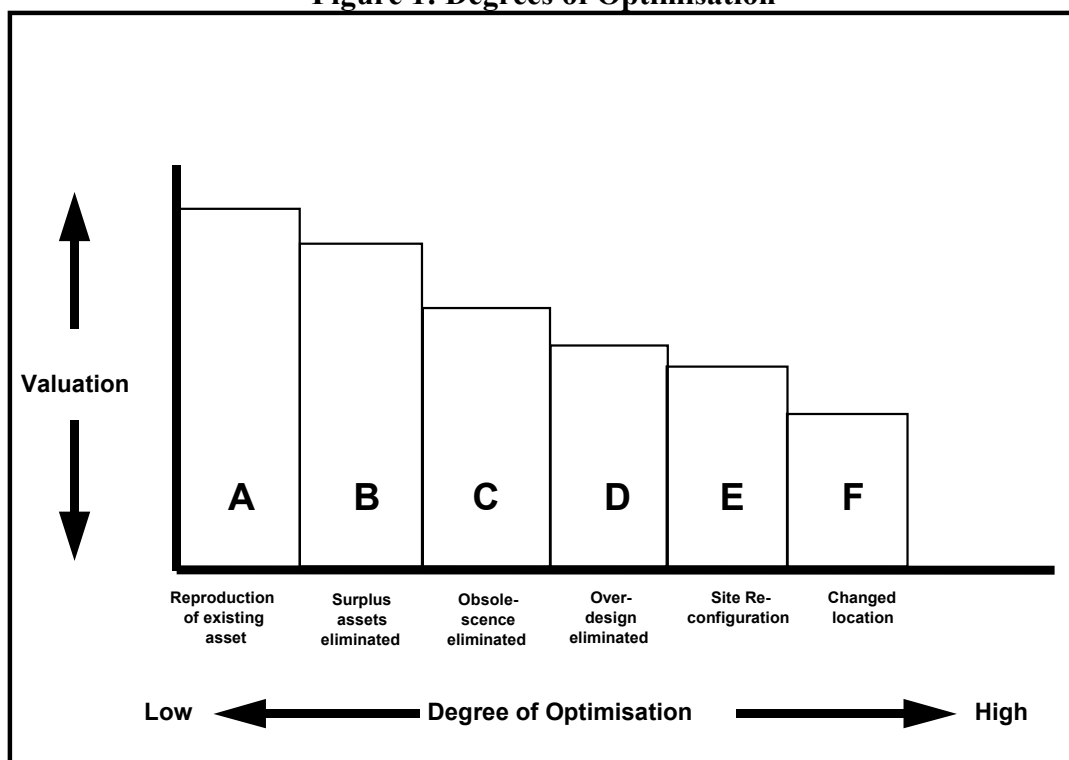 Figure 1: Degrees of Optimisation
Valuation
A B C D E F
Reproduction
of existing
asset
Surplus
assets
eliminated
Obsole-
scence
eliminated
Over-
design
eliminated
Site Re-
configuration
Changed
location
Low Degree of Optimisation High